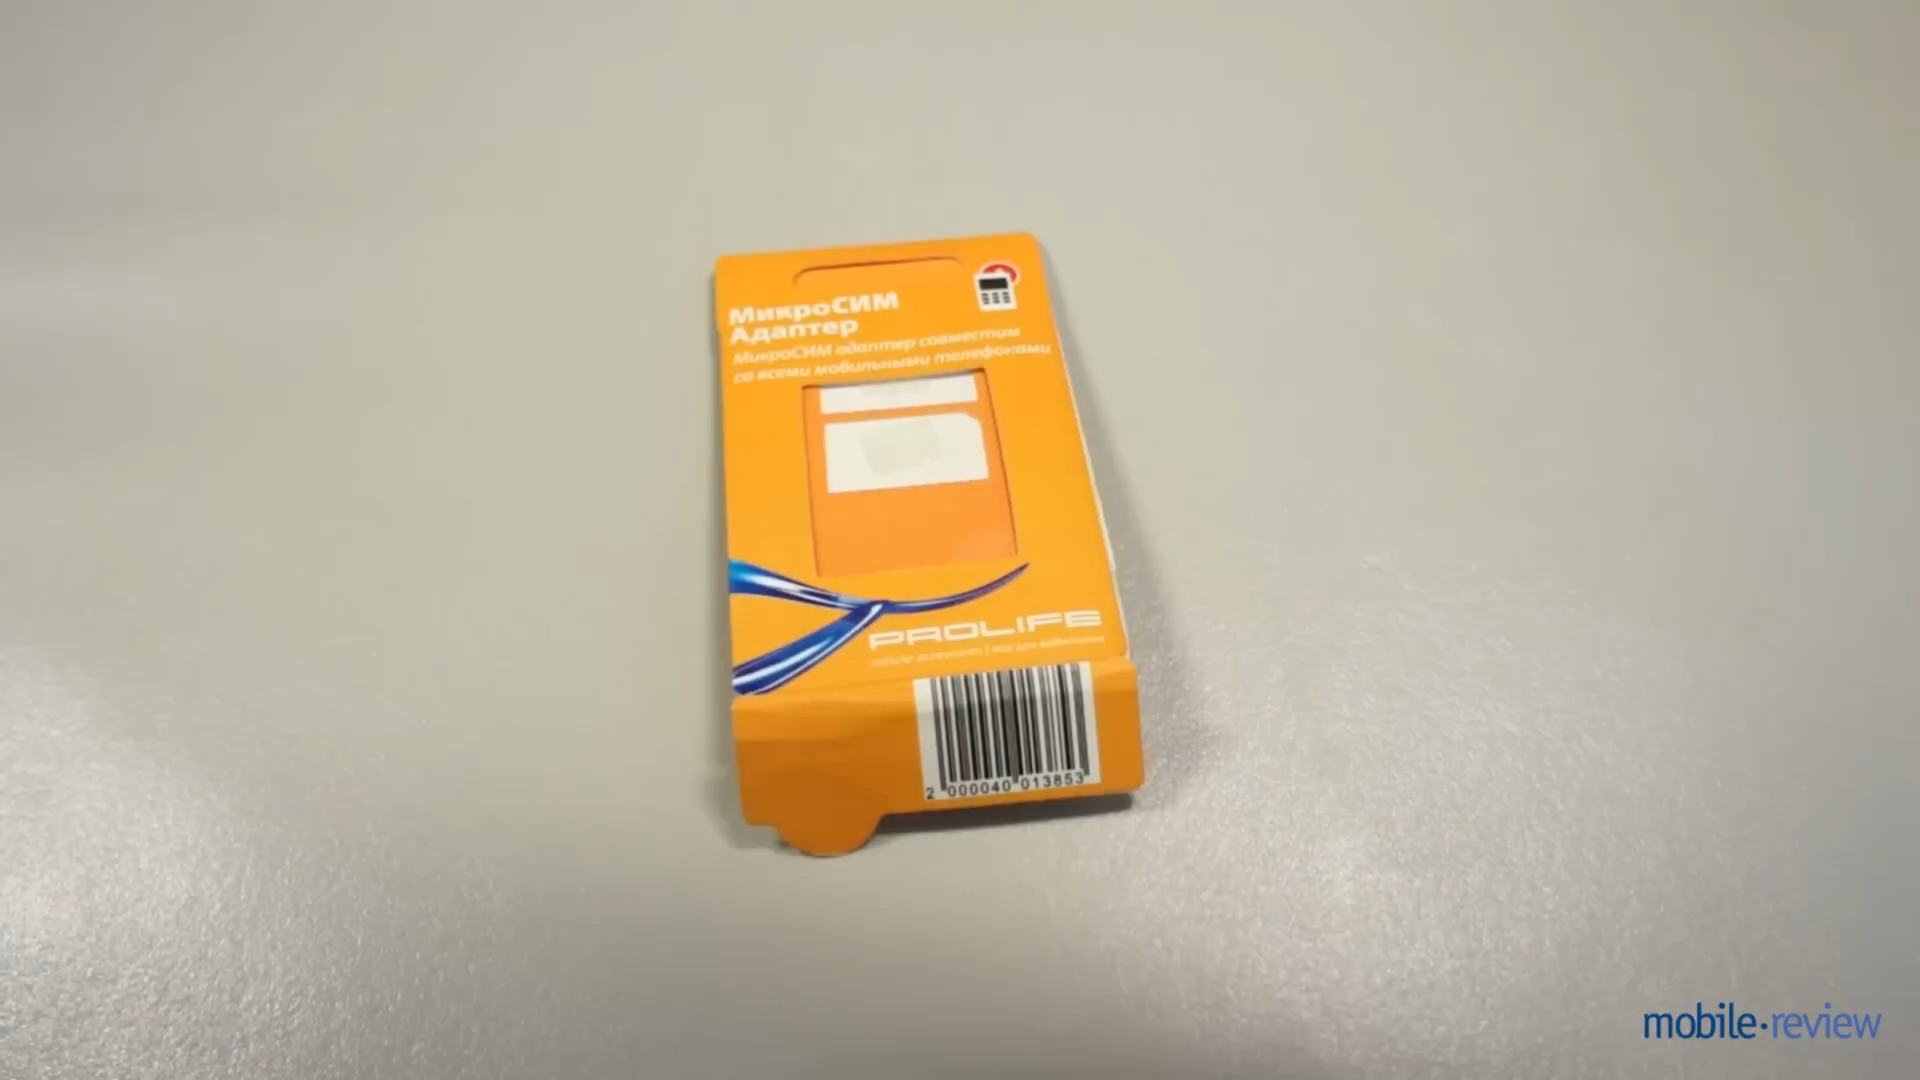 МикроСИМ
Адаптер
МикроСИМ адаптер совместим
со всеми мобильными телефонами
PROLIFE
2 000040 013853
mobile-review